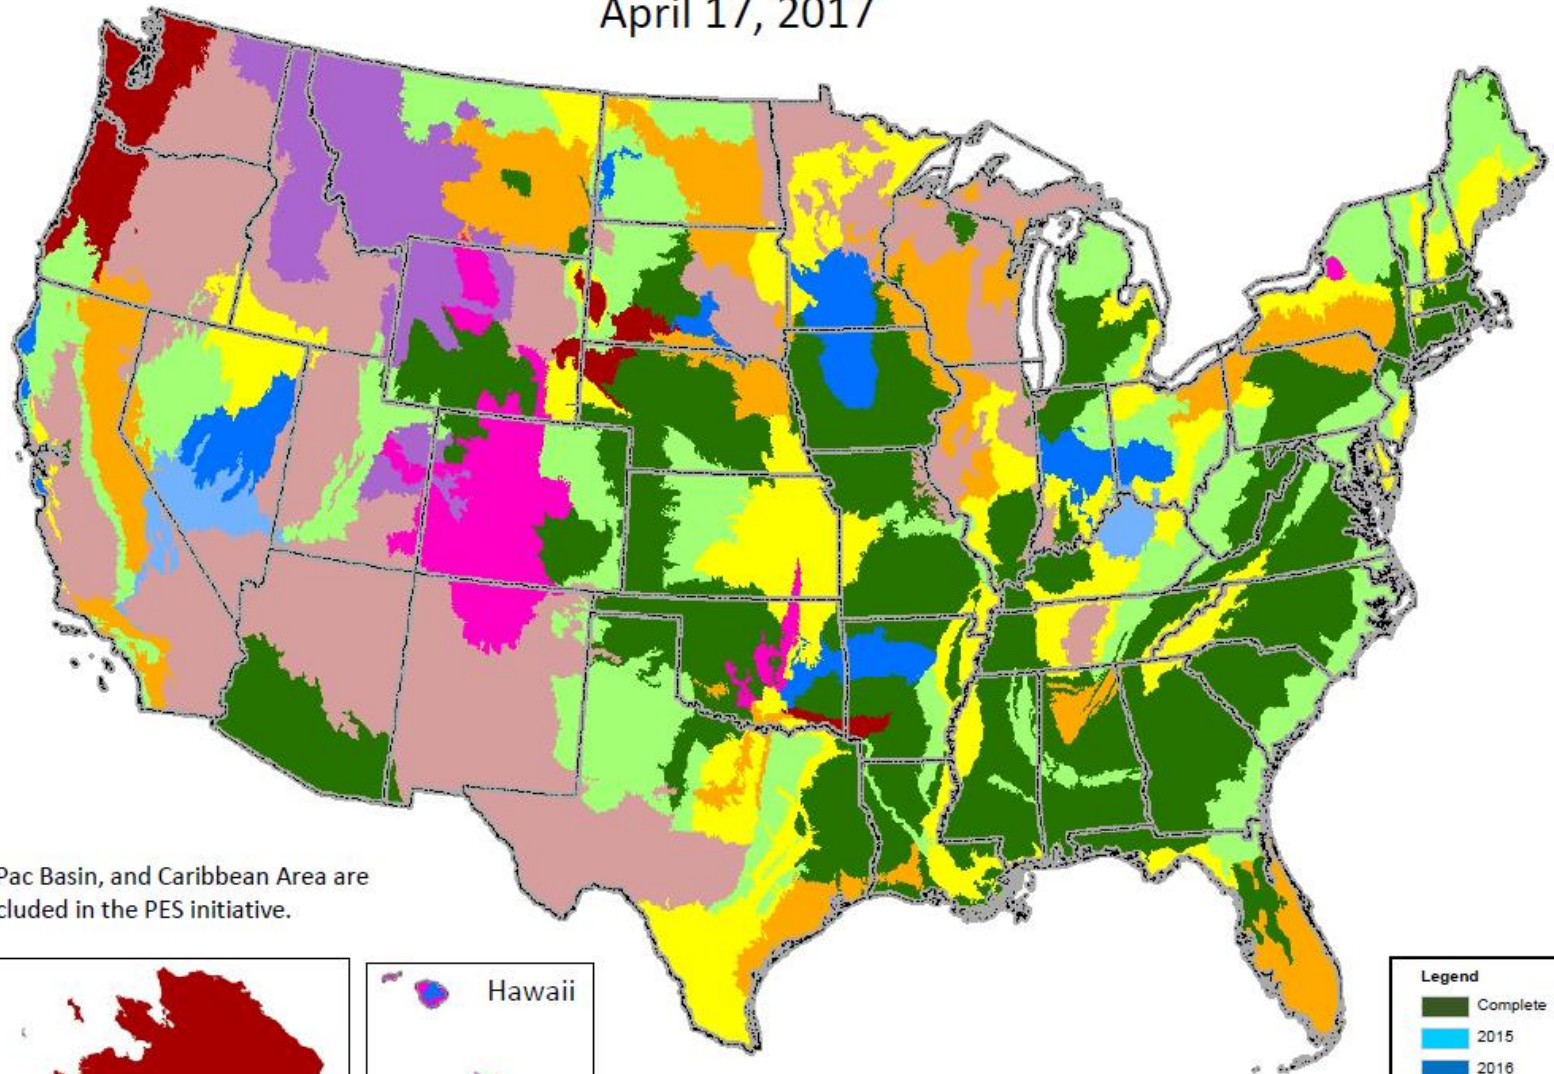 April 17, 2017
Pac Basin, and Caribbean Area are
cluded in the PES initiative.
Hawaii
Legend
Complete
2015
2016